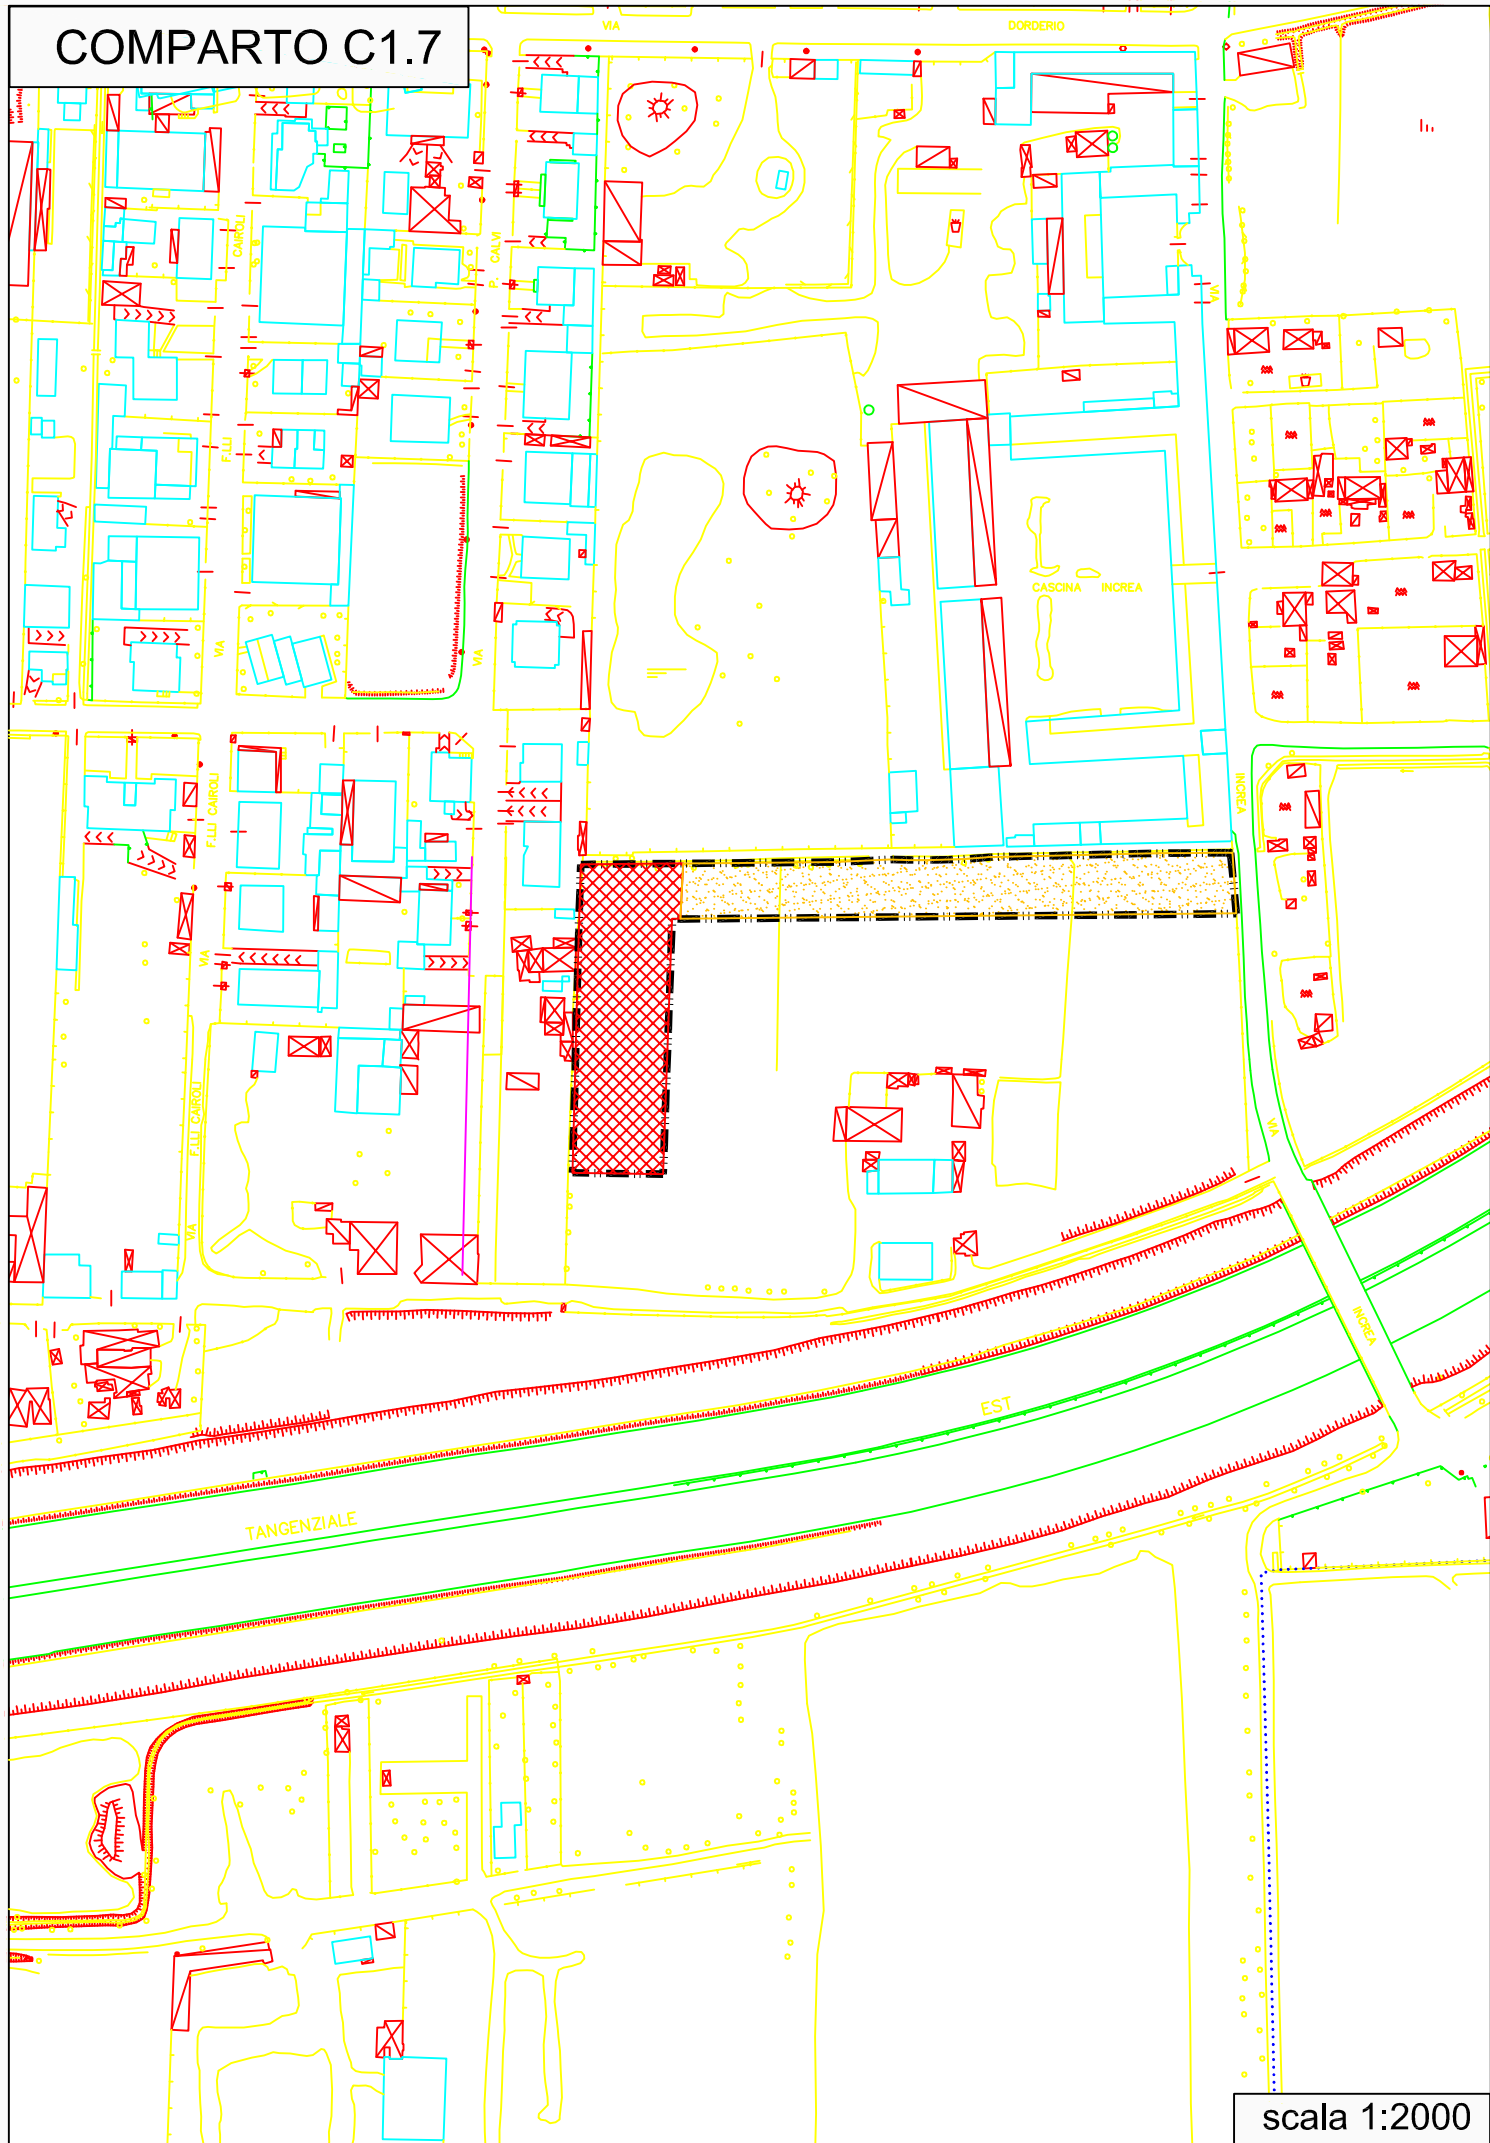 COMPARTO C1.7
VIA
DORDERIO
CAIROLI
P. CALVI
VIA
F.LLI
CASCINA INCREA
VIA
VIA
F.LLI CAIROLI
INCREA
VIA
F.LLI CAIROLI
VIA
VIA
INCREA
EST
TANGENZIALE
scala 1:2000